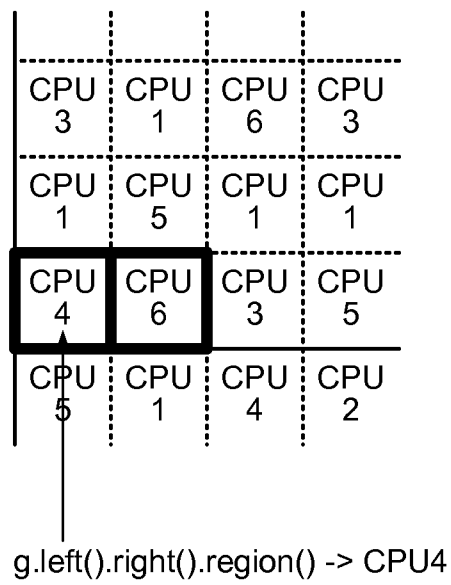 CPU CPU CPU CPU
3 1 6 3
CPU CPU CPU CPU
1 5 1 1
CPU CPU CPU CPU
4 6 3 5
CPU CPU CPU CPU
5 1 4 2
g.left().right().region() -> CPU4